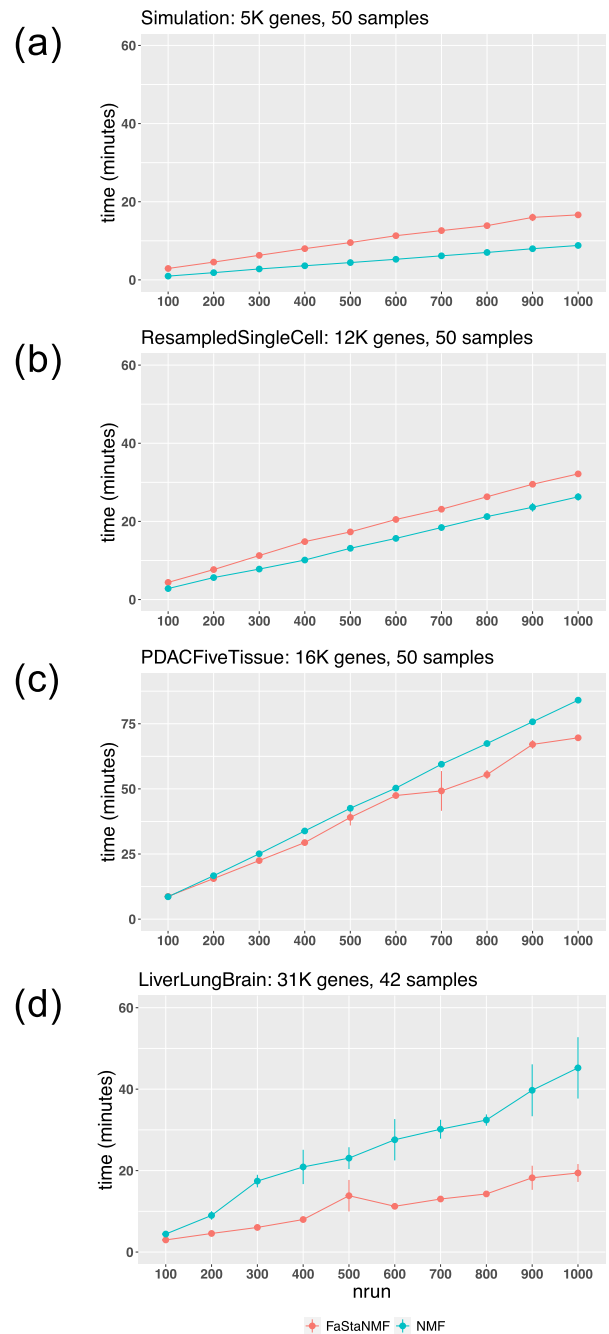 (a)
Simulation: 5K genes, 50 samples
time (minutes)
60
40
20
0
100 200 300 400 500 600 700 800 900 1000
(b)
ResampledSingleCell: 12K genes, 50 samples
time (minutes)
60
40
20
0
100 200 300 400 500 600 700 800 900 1000
(c)
PDACFiveTissue: 16K genes, 50 samples
time (minutes)
75
50
25
0
100 200 300 400 500 600 700 800 900 1000
(d)
LiverLungBrain: 31K genes, 42 samples
time (minutes)
60
40
20
0
100 200 300 400 500 600 700 800 900 1000
nrun
FaStaNMF NMF